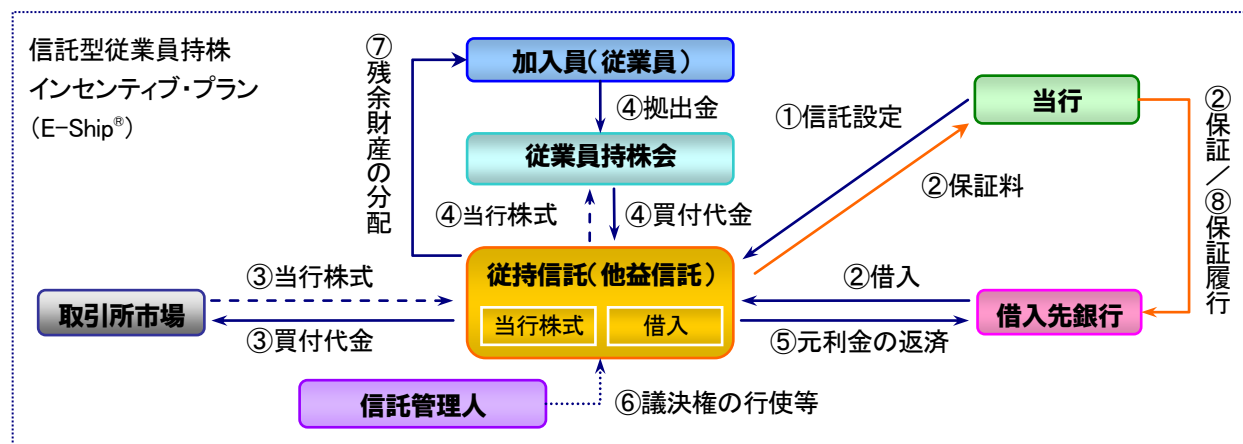 信託型従業員持株
インセンティブ・プラン
（E-Ship®）
⑦残余財産の分配
加入員（従業員）
④拠出金
従業員持株会
④当行株式
④買付代金
①信託設定
②保証料
当行
②保証／⑧保証履行
従持信託（他益信託）
当行株式
借入
③当行株式
取引所市場
③買付代金
②借入
借入先銀行
⑤元利金の返済
信託管理人
⑥議決権の行使等